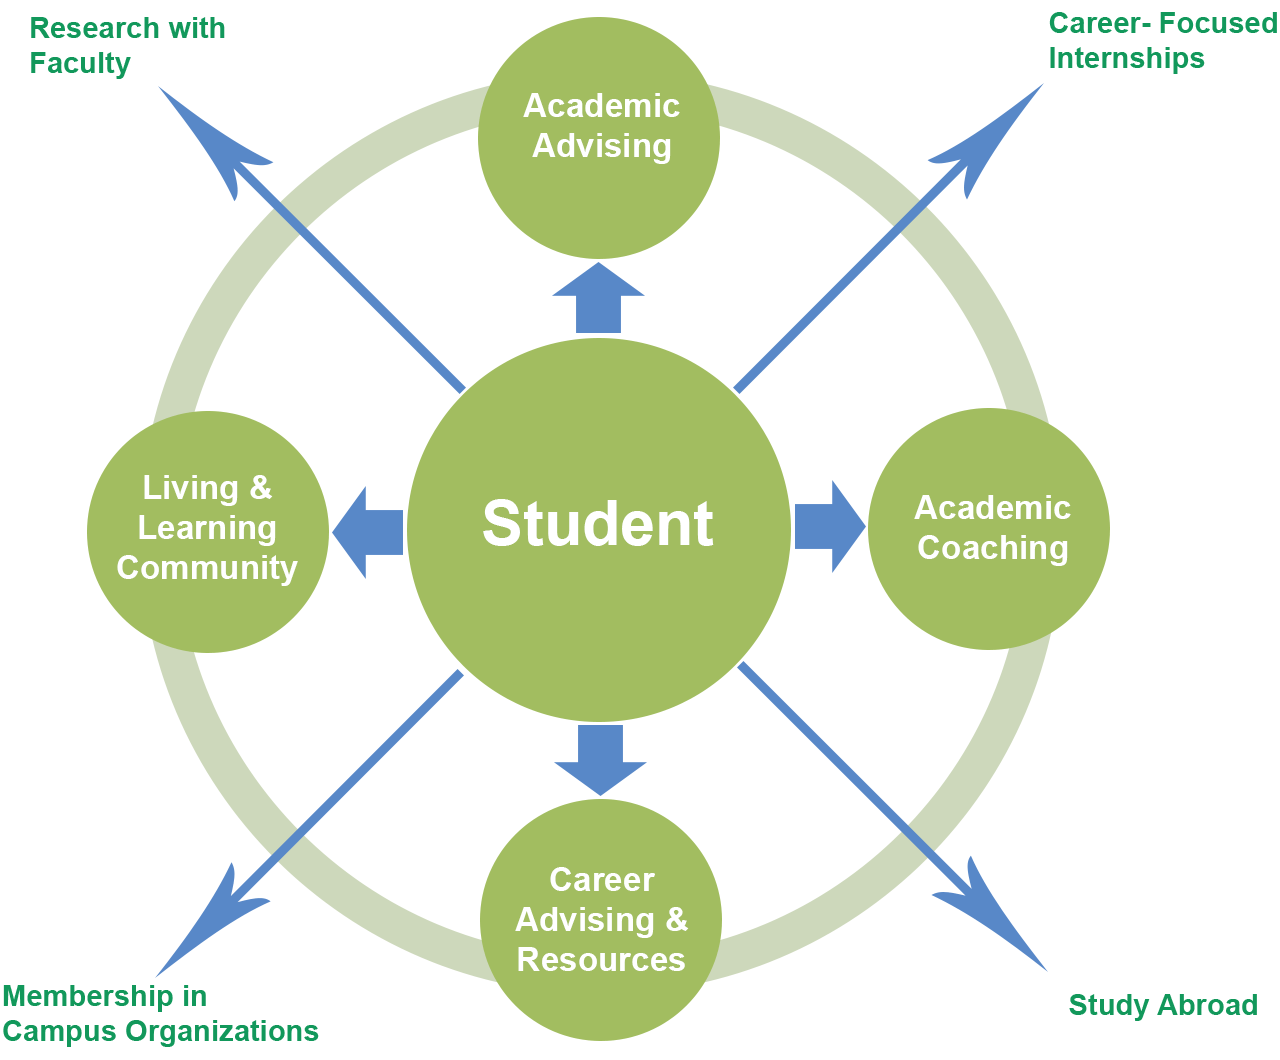 Research with
Faculty
Career- Focused
Internships
Academic
Advising
Living &
Learning
Community
Student
Academic
Coaching
Career
Advising &
Resources
Membership in
Campus Organizations
Study Abroad